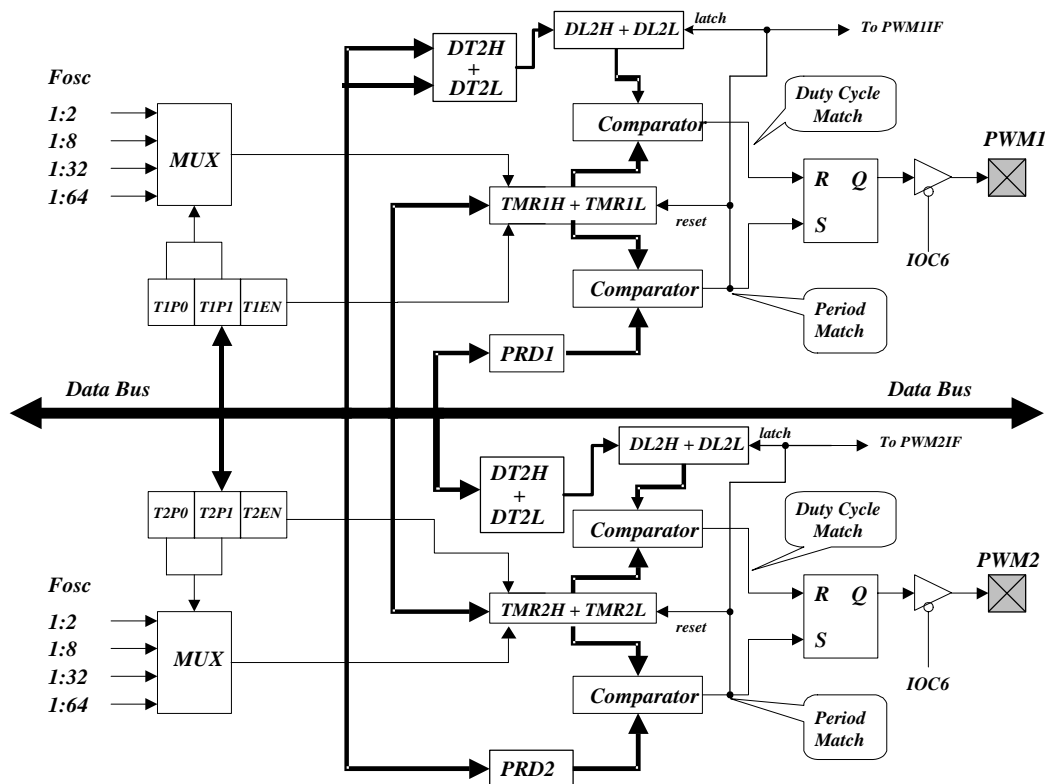 DL2H + DL2L
latch
To PWM1IF
DT2H
+
DT2L
Fosc
1:2
1:8
1:32
1:64
MUX
Comparator
Duty Cycle
Match
PWM1
R Q
S
TMR1H + TMR1L
reset
IOC6
T1P0 T1P1 T1EN
Comparator
Period
Match
PRD1
Data Bus
Data Bus
DL2H + DL2L
latch
To PWM2IF
DT2H
+
DT2L
T2P0 T2P1 T2EN
Comparator
Duty Cycle
Match
PWM2
Fosc
1:2
1:8
1:32
1:64
MUX
R Q
S
TMR2H + TMR2L
reset
IOC6
Comparator
Period
Match
PRD2